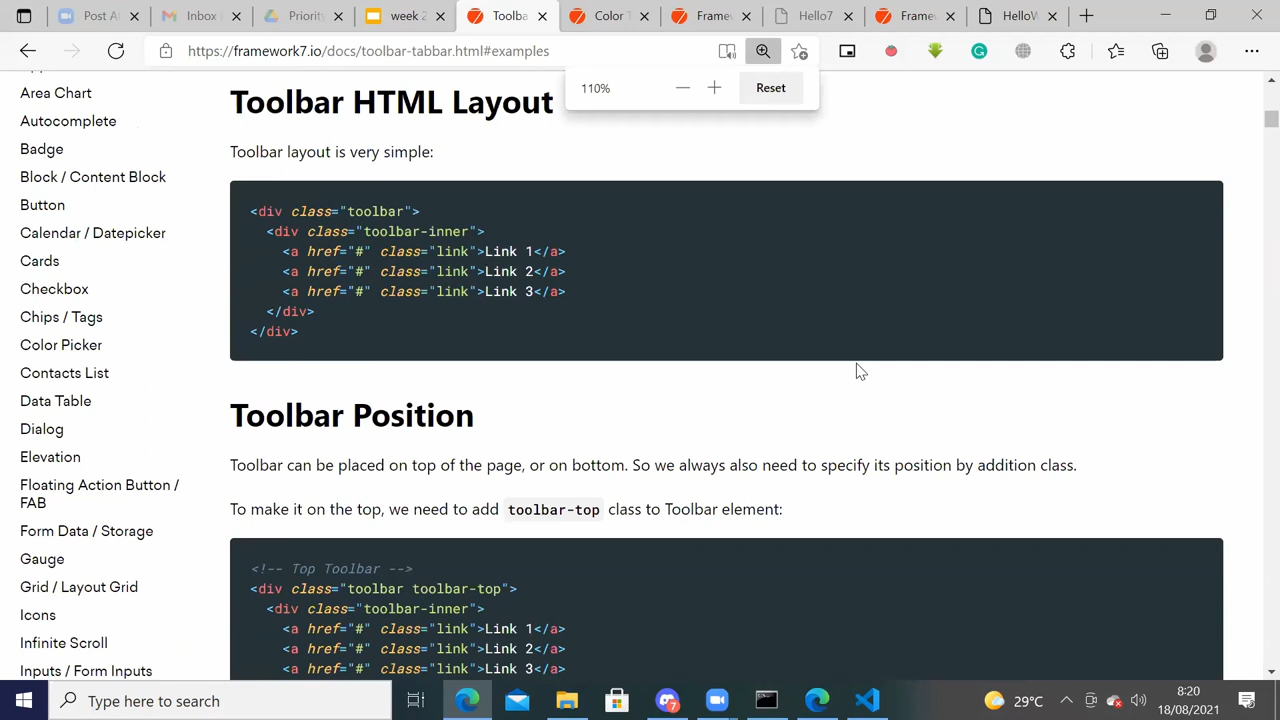 Post A
Inbox
Priority
week 2
Toolba
Color T
Framew
Hello7
Framew
HelloW
https://framework7.io/docs/toolbar-tabbar.html#examples
110%
Reset
Area Chart
Autocomplete
Badge
Block / Content Block
Button
Calendar / Datepicker
Cards
Checkbox
Chips / Tags
Color Picker
Contacts List
Data Table
Dialog
Elevation
Floating Action Button /
FAB
Form Data / Storage
Gauge
Grid / Layout Grid
Icons
Infinite Scroll
Inputs / Form Inputs
Toolbar HTML Layout
Toolbar layout is very simple:
<div class="toolbar">
<div class="toolbar-inner">
<a href="#" class="link">Link 1</a>
<a href="#" class="link">Link 2</a>
<a href="#" class="link">Link 3</a>
</div>
</div>
Toolbar Position
Toolbar can be placed on top of the page, or on bottom. So we always also need to specify its position by addition class.
To make it on the top, we need to add toolbar-top class to Toolbar element:
<!-- Top Toolbar -->
<div class="toolbar toolbar-top">
<div class="toolbar-inner">
<a href="#" class="link">Link 1</a>
<a href="#" class="link">Link 2</a>
<a href="#" class="link">Link 3</a>
Type here to search
29°C
8:20
18/08/2021